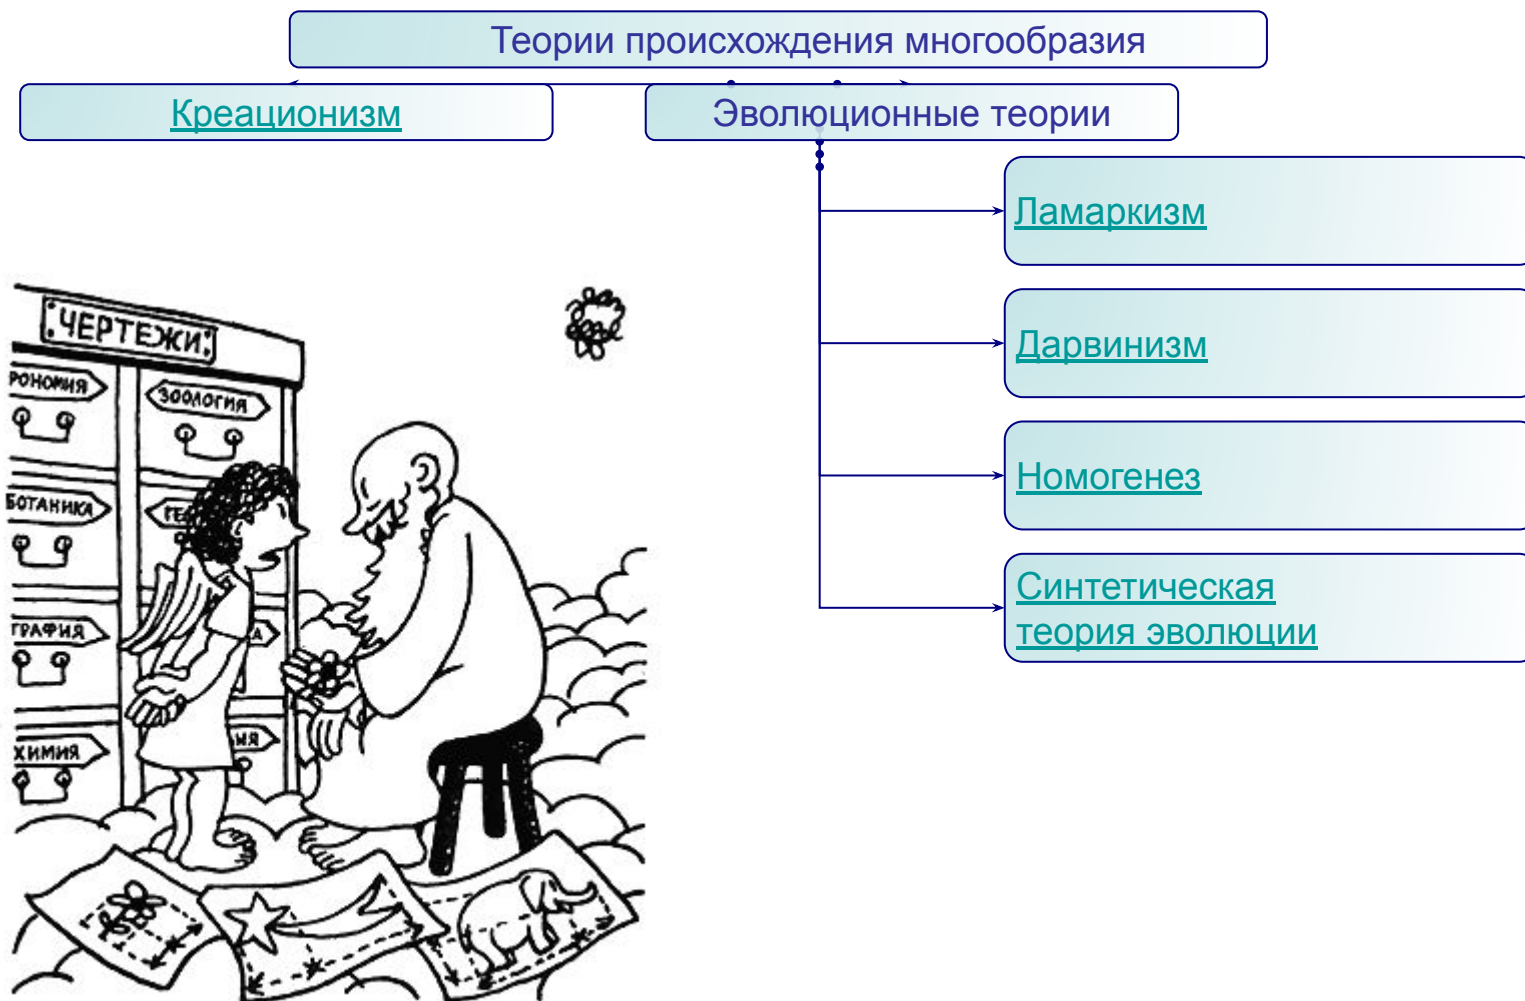 Теории происхождения многообразия
Креационизм
Эволюционные теории
Ламаркизм
Дарвинизм
Номогенез
Синтетическая
теория эволюции
ЧЕРТЕЖИ
РОНОМИЯ
ЗООЛОГИЯ
БОТАНИКА
ГРАФИЯ
ХИМИЯ